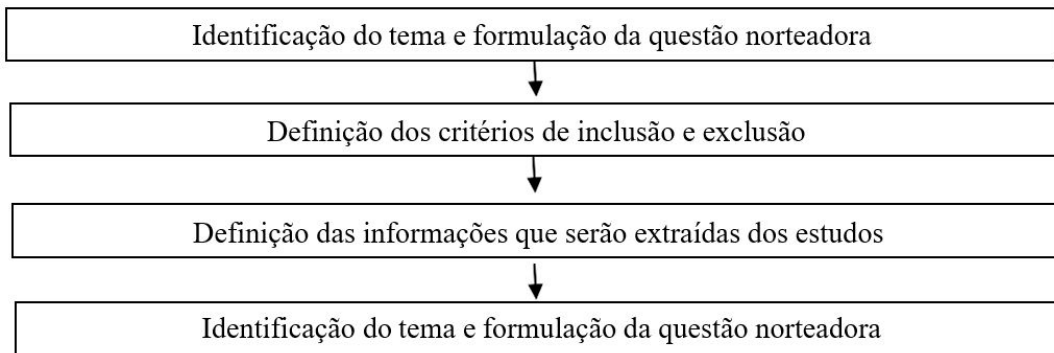 Identificação do tema e formulação da questão norteadora
Definição dos critérios de inclusão e exclusão
Definição das informações que serão extraídas dos estudos
Identificação do tema e formulação da questão norteadora